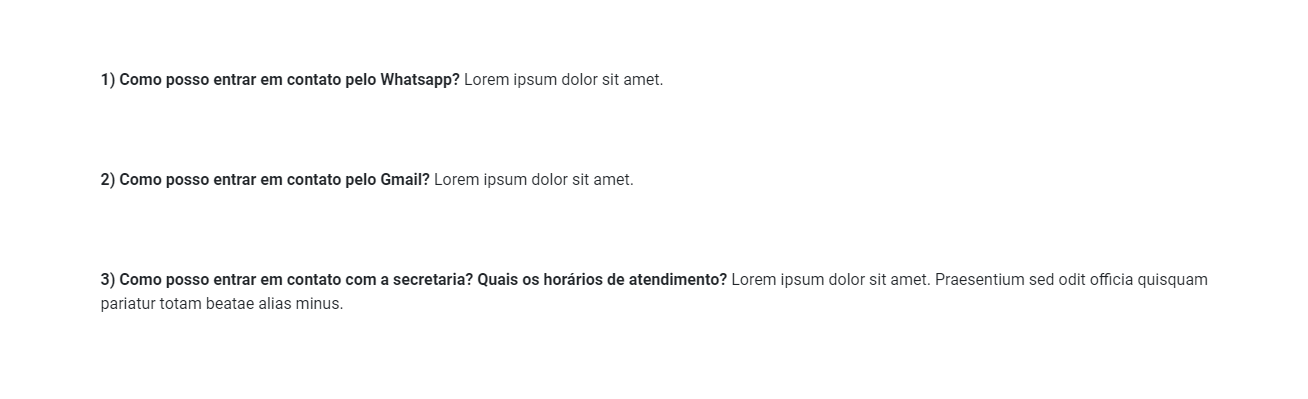 1) Como posso entrar em contato pelo Whatsapp? Lorem ipsum dolor sit amet.
2) Como posso entrar em contato pelo Gmail? Lorem ipsum dolor sit amet.
3) Como posso entrar em contato com a secretaria? Quais os horários de atendimento? Lorem ipsum dolor sit amet. Praesentium sed odit officia quisquam
pariatur totam beatae alias minus.